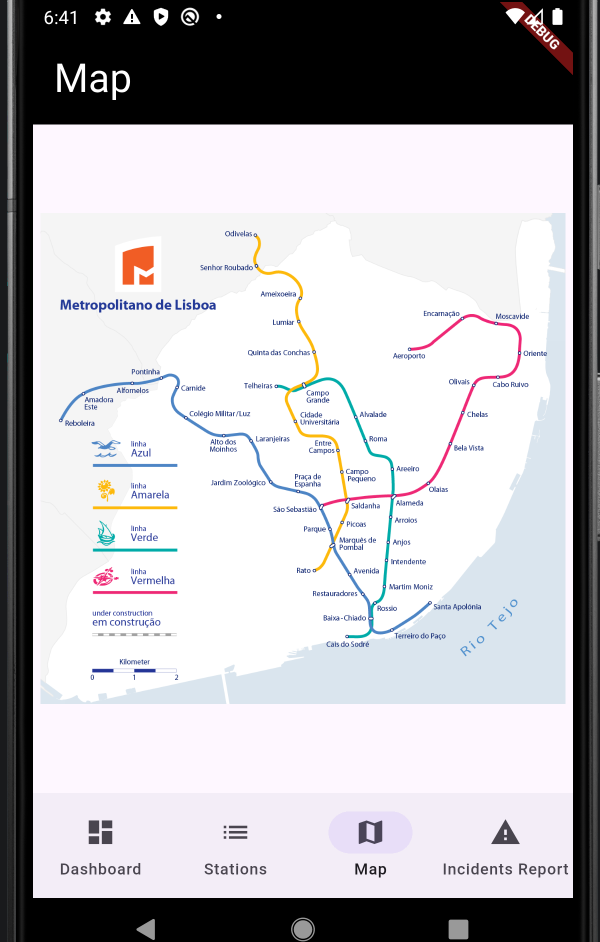 6:41
DEBUG
Map
Metropolitano de Lisboa
Odivelas
Senhor Roubado
Ameixoeira
Lumiar
Quinta das Conchas
Telheiras
Campo
Grande
Cidade
Universitária
Entre
Campos
Campo
Pequeno
Saldanha
Picoas
Marquês de
Pombal
Rato
Encarnação
Moscavide
Aeroporto
Oriente
Olivais
Cabo Ruivo
Chelas
Bela Vista
Olaias
Alameda
Alvalade
Roma
Areeiro
Arroios
Anjos
Intendente
Martim Moniz
Rossio
Baixa-Chiado
Cais do Sodré
Pontinha
Alfornelos
Carnide
Amadora
Este
Reboleira
Colégio Militar/Luz
Alto dos
Moinhos
Laranjeiras
Jardim Zoológico
Praça de
Espanha
São Sebastião
Parque
Avenida
Restauradores
Terreiro do Paço
Santa Apolónia
Rio Tejo
linha
Azul
linha
Amarela
linha
Verde
linha
Vermelha
under construction
em construção
Kilometer
0 1 2
Dashboard
Stations
Map
Incidents Report